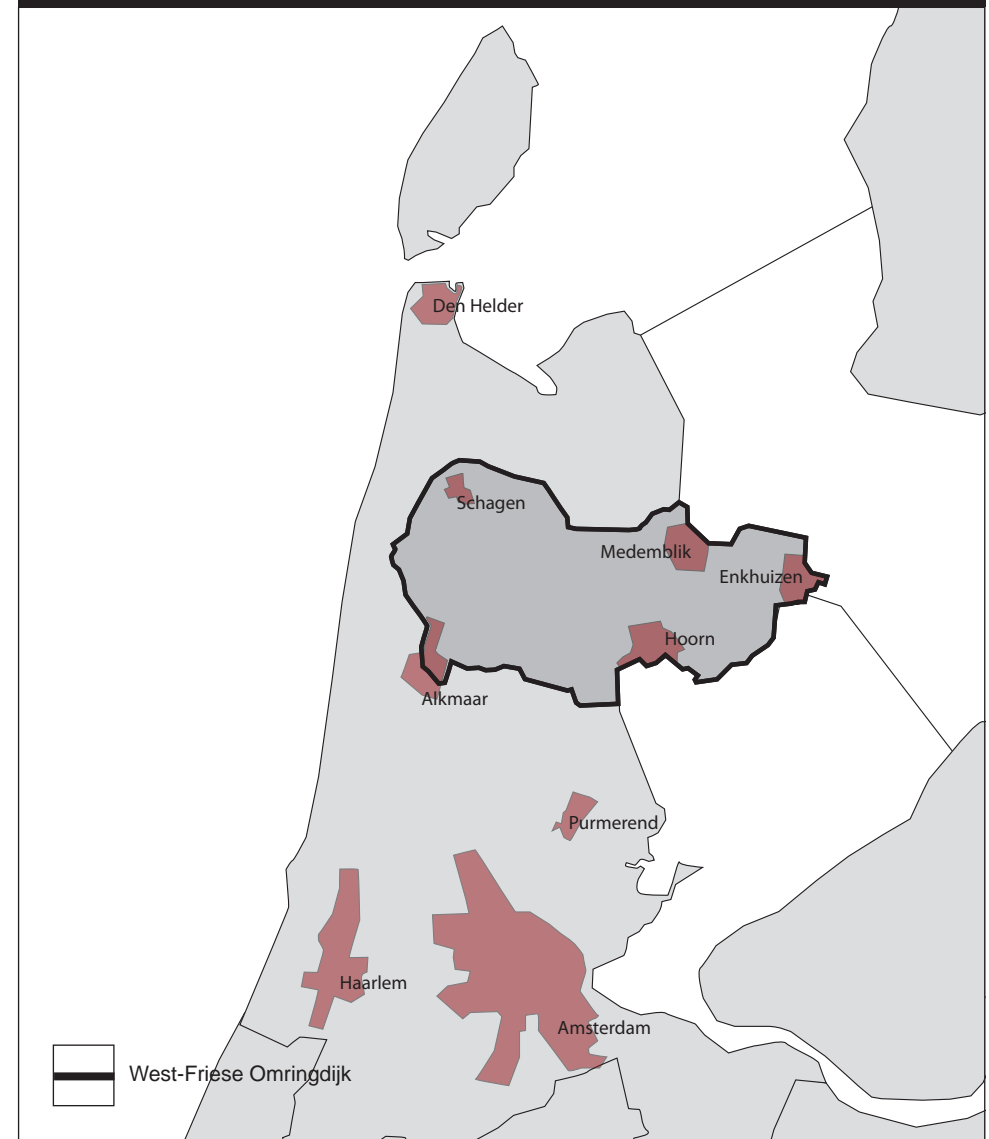 Den Helder
Schagen
Medemblik
Enkhuizen
Hoorn
Alkmaar
Purmerend
Haarlem
Amsterdam
West-Friese Omringdijk